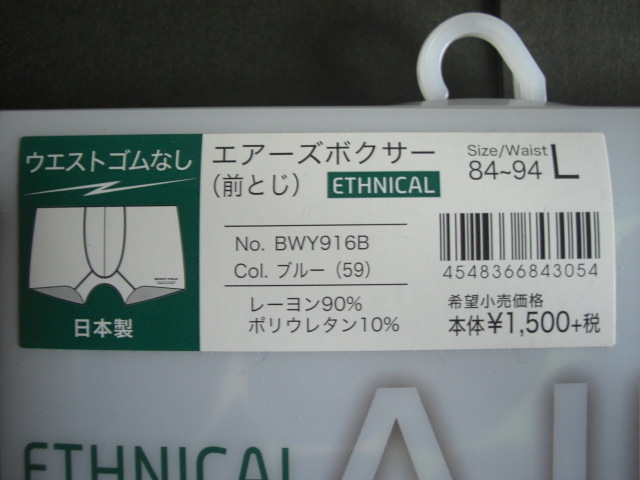 ウエストゴムなし
日本製
エアーズボクサー
（前とじ） ETHNICAL
No. BWY916B
Col. ブルー（59）
レーヨン90%
ポリウレタン10%
Size/Waist
84~94 L
4548366843054
希望小売価格
本体¥1,500+税
ETHNICAL